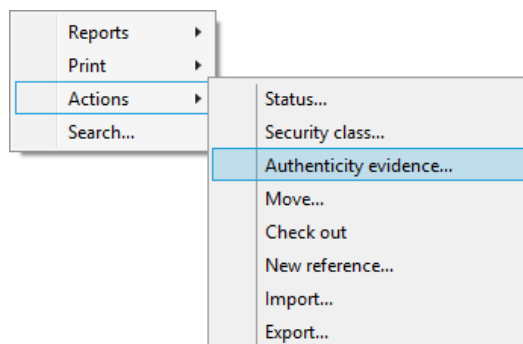 Reports
Print
Actions
Search...
Status...
Security class...
Authenticity evidence...
Move...
Check out
New reference...
Import...
Export...